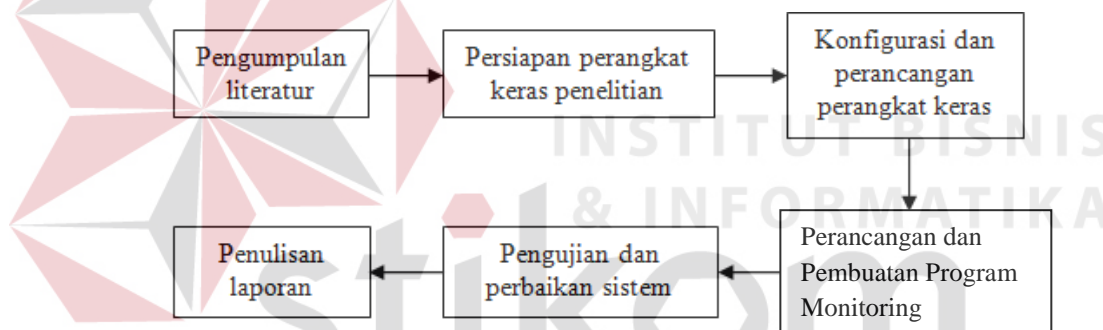 Pengumpulan
literatur
Persiapan perangkat
keras penelitian
Konfigurasi dan
perancangan
perangkat keras
INSTITUT BISNIS
& INFORMATIKA
Perancangan dan
Pembuatan Program
Monitoring
Pengujian dan
perbaikan sistem
Penulisan
laporan
stikom